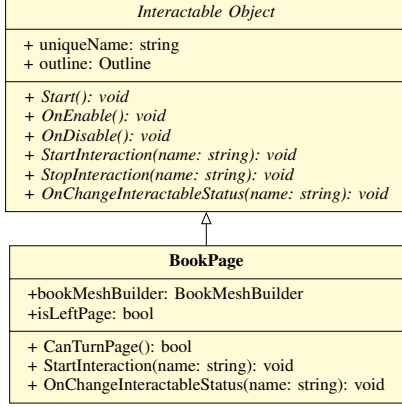 Interactable Object
+ uniqueName: string
+ outline: Outline
+ Start(): void
+ OnEnable(): void
+ OnDisable(): void
+ StartInteraction(name: string): void
+ StopInteraction(name: string): void
+ OnChangeInteractableStatus(name: string): void
BookPage
+bookMeshBuilder: BookMeshBuilder
+isLeftPage: bool
+ CanTurnPage(): bool
+ StartInteraction(name: string): void
+ OnChangeInteractableStatus(name: string): void